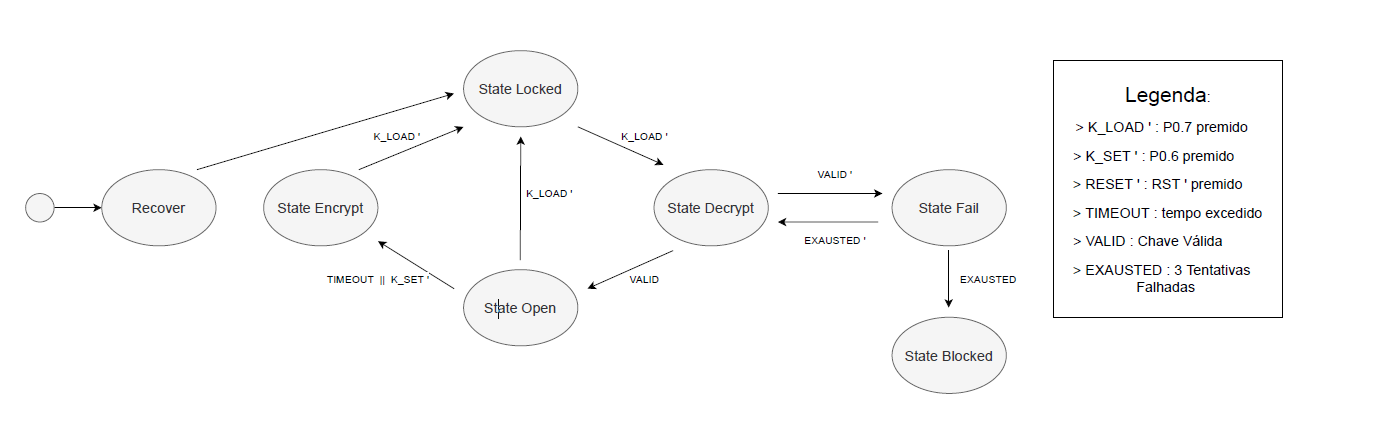 State Locked
K_LOAD '
K_LOAD '
Recover
State Encrypt
K_LOAD '
State Decrypt
VALID '
EXAUSTED '
State Fail
TIMEOUT || K_SET '
State Open
VALID
EXAUSTED
State Blocked
Legenda:
> K_LOAD ' : P0.7 premido
> K_SET ' : P0.6 premido
> RESET ' : RST ' premido
> TIMEOUT : tempo excedido
> VALID : Chave Válida
> EXAUSTED : 3 Tentativas
Falhadas